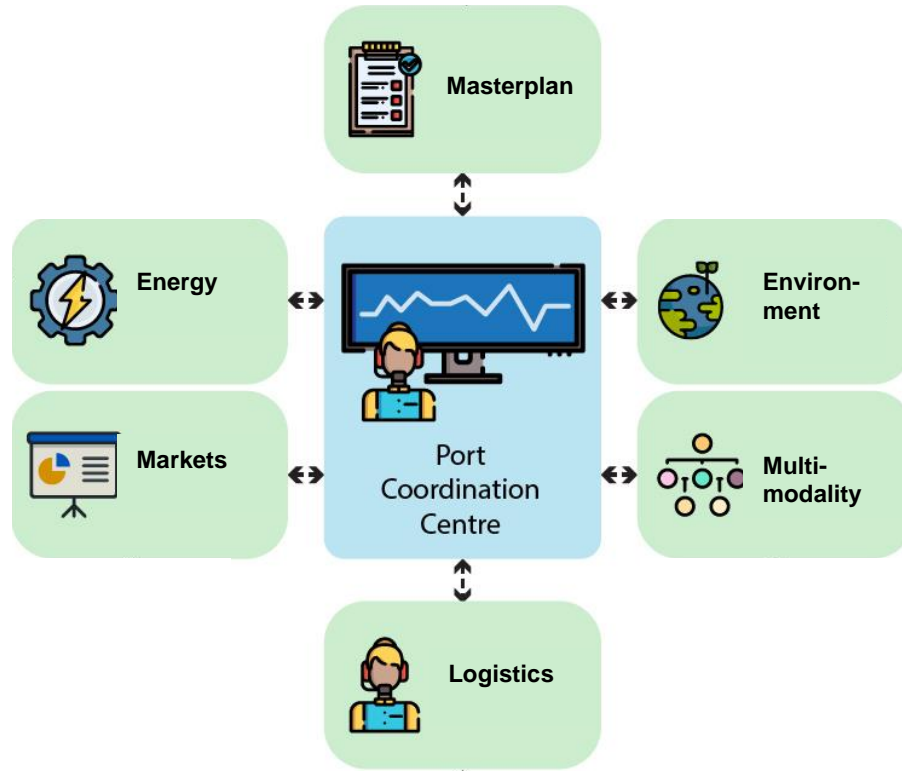 Masterplan
Energy
Environ-
ment
Markets
Port
Coordination
Centre
Multi-
modality
Logistics